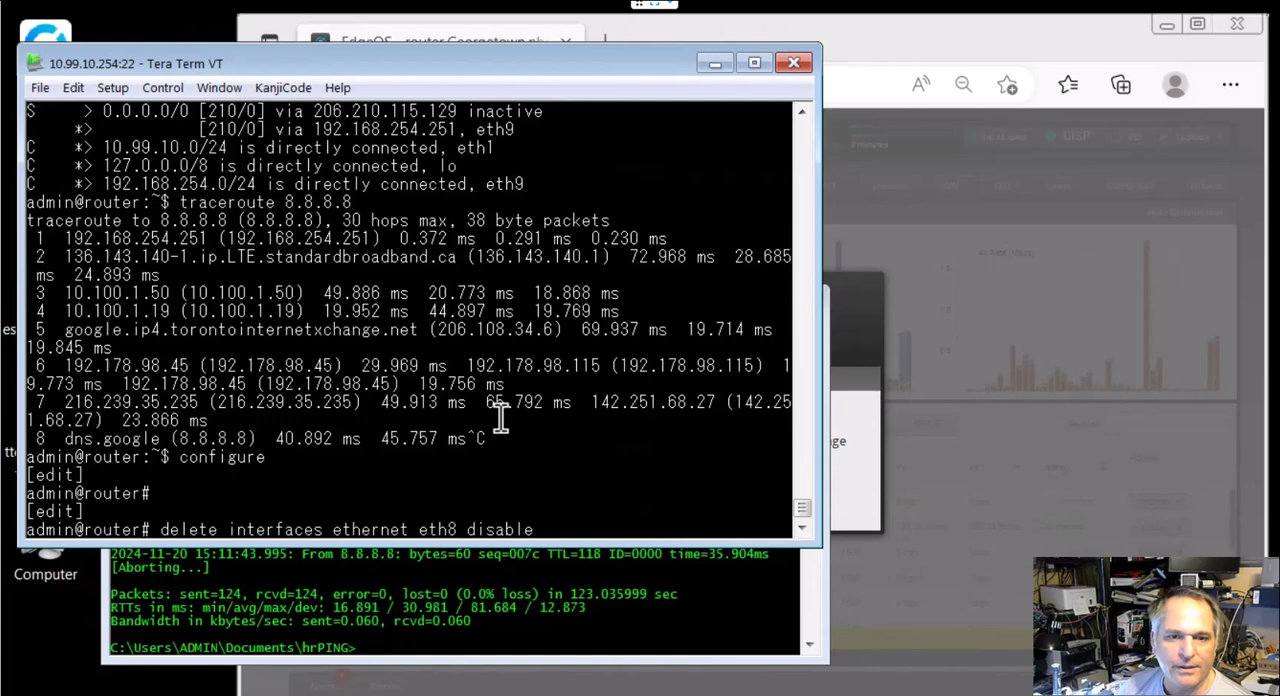 EdgeOS - router.Georgetown.phy
10.99.10.254:22 - Tera Term VT
File Edit Setup Control Window KanjiCode Help
S > 0.0.0.0/0 [210/0] via 206.210.115.129 inactive
*> [210/0] via 192.168.254.251, eth9
C *> 10.99.10.0/24 is directly connected, eth1
C *> 127.0.0.0/8 is directly connected, lo
C *> 192.168.254.0/24 is directly connected, eth9
admin@router:~$ traceroute 8.8.8.8
traceroute to 8.8.8.8 (8.8.8.8), 30 hops max, 38 byte packets
1 192.168.254.251 (192.168.254.251) 0.372 ms 0.291 ms 0.230 ms
2 136.143.140-1.ip.LTE.standardbroadband.ca (136.143.140.1) 72.968 ms 28.685
ms 24.893 ms
3 10.100.1.50 (10.100.1.50) 49.886 ms 20.773 ms 18.868 ms
4 10.100.1.19 (10.100.1.19) 19.952 ms 44.897 ms 19.769 ms
5 google.ip4.torontointernetxchange.net (206.108.34.6) 69.937 ms 19.714 ms
19.845 ms
6 192.178.98.45 (192.178.98.45) 29.969 ms 192.178.98.115 (192.178.98.115) 1
9.773 ms 192.178.98.45 (192.178.98.45) 19.756 ms
7 216.239.35.235 (216.239.35.235) 49.913 ms 65.792 ms 142.251.68.27 (142.25
1.68.27) 23.866 ms
8 dns.google (8.8.8.8) 40.892 ms 45.757 ms^C
admin@router:~$ configure
[edit]
admin@router#
[edit]
admin@router# delete interfaces ethernet eth8 disable
2024-11-20 15:11:43.995: From 8.8.8.8: bytes=60 seq=007c TTL=118 ID=0000 time=35.904ms
[Aborting...]
Packets: sent=124, rcvd=124, error=0, lost=0 (0.0% loss) in 123.035999 sec
RTTs in ms: min/avg/max/dev: 16.891 / 30.981 / 81.684 / 12.873
Bandwidth in kbytes/sec: sent=0.060, rcvd=0.060
C:\Users\ADMIN\Documents\hrPING>
Computer
UISP